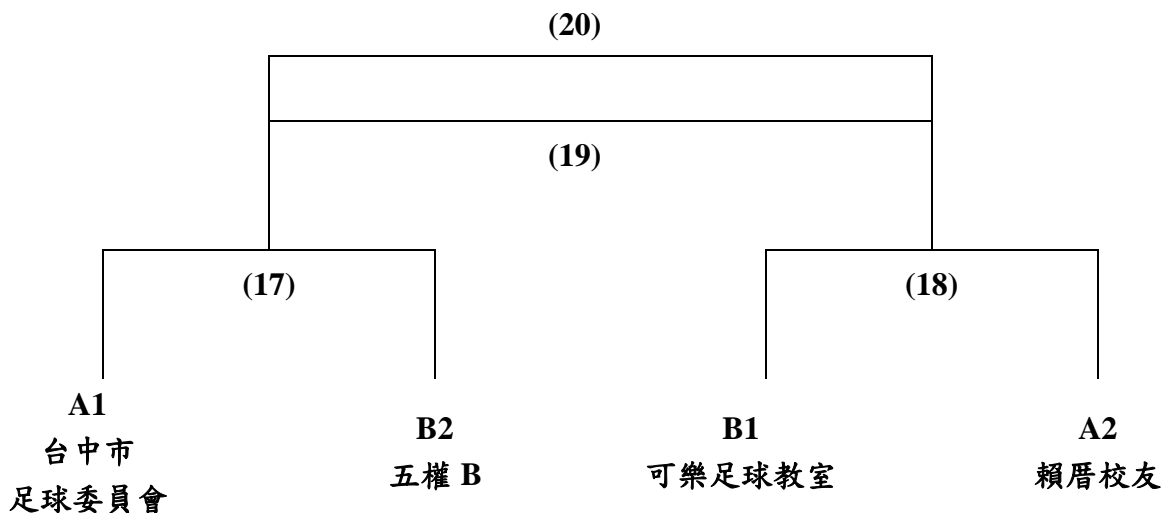 (20)
(19)
(17)
(18)
A1
台中市
足球委員會
B2
五權 B
B1
可樂足球教室
A2
賴厝校友